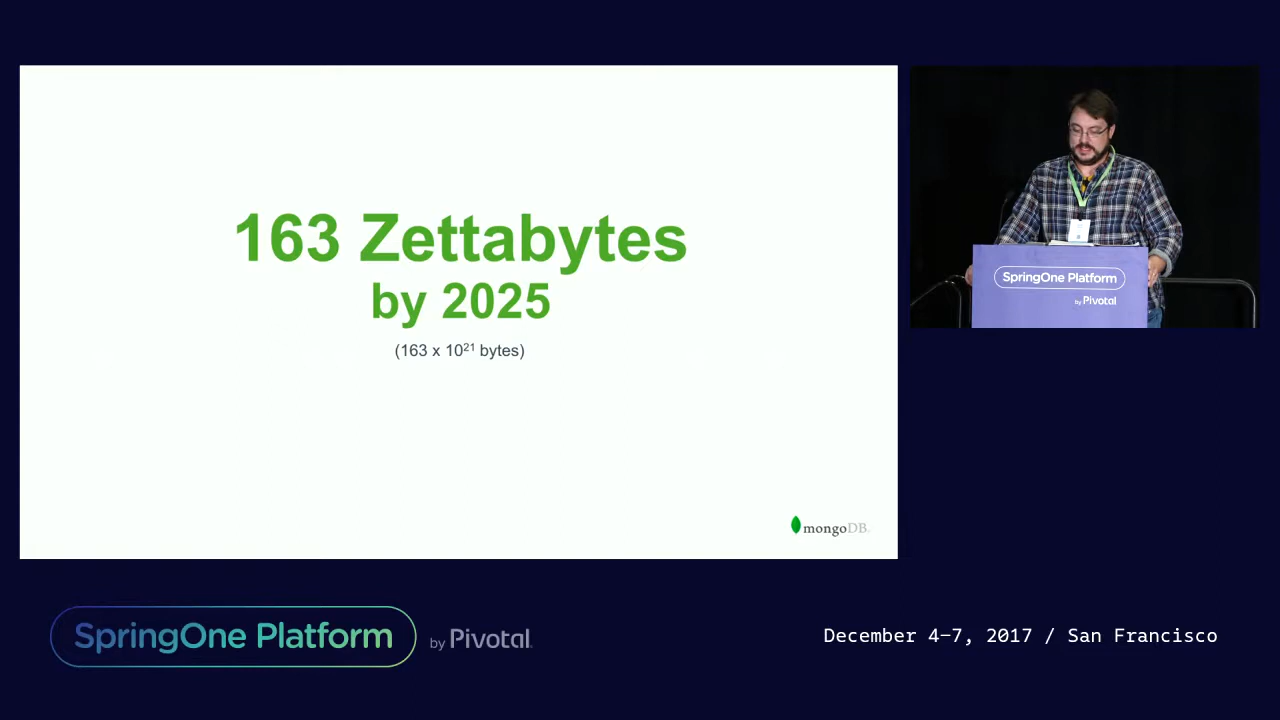 163 Zettabytes
by 2025
(163 x 10²¹ bytes)
mongoDB.
SpringOne Platform
by Pivotal
SpringOne Platform
by Pivotal.
December 4–7, 2017 / San Francisco